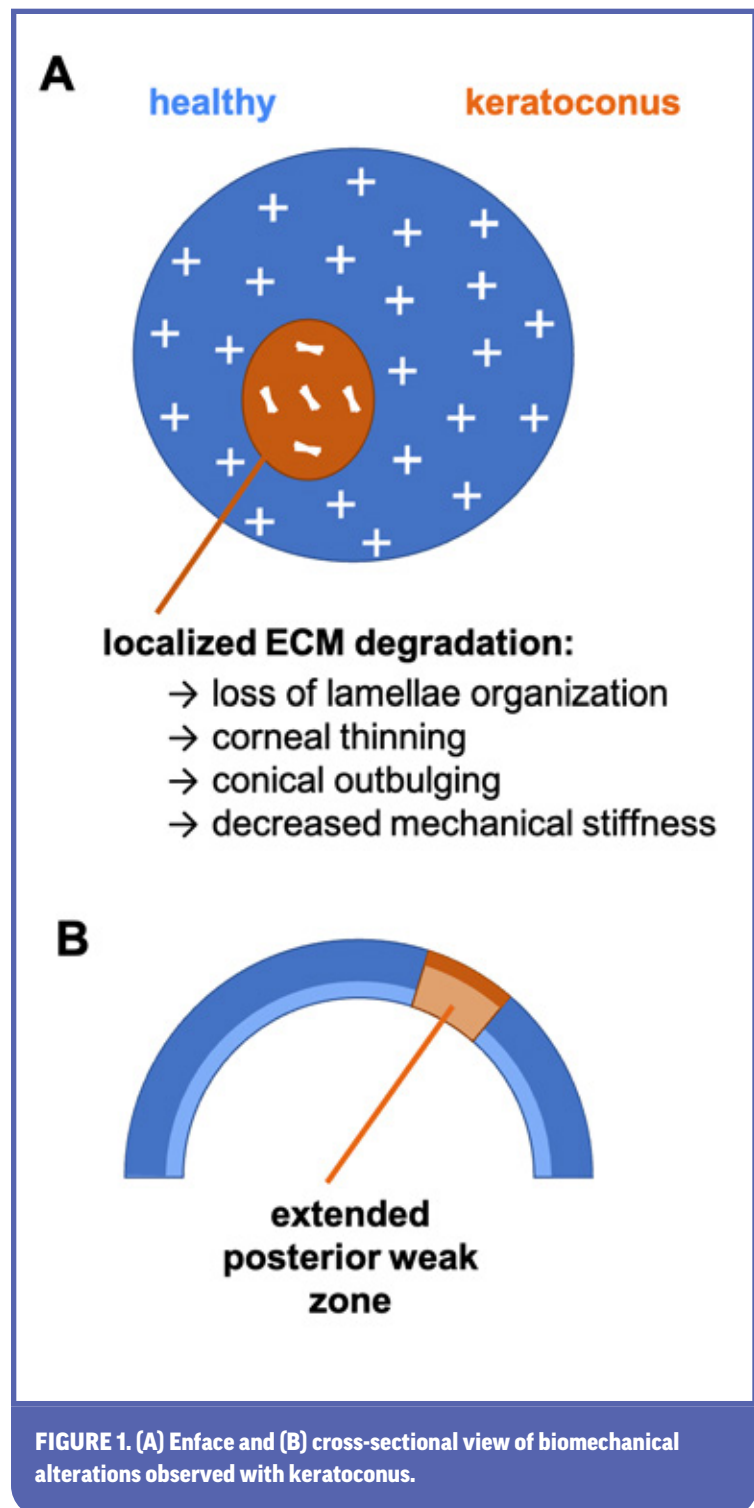 A
healthy keratoconus
localized ECM degradation:
→ loss of lamellae organization
→ corneal thinning
→ conical outbulging
→ decreased mechanical stiffness
B
extended
posterior weak
zone
FIGURE 1. (A) Enface and (B) cross-sectional view of biomechanical
alterations observed with keratoconus.